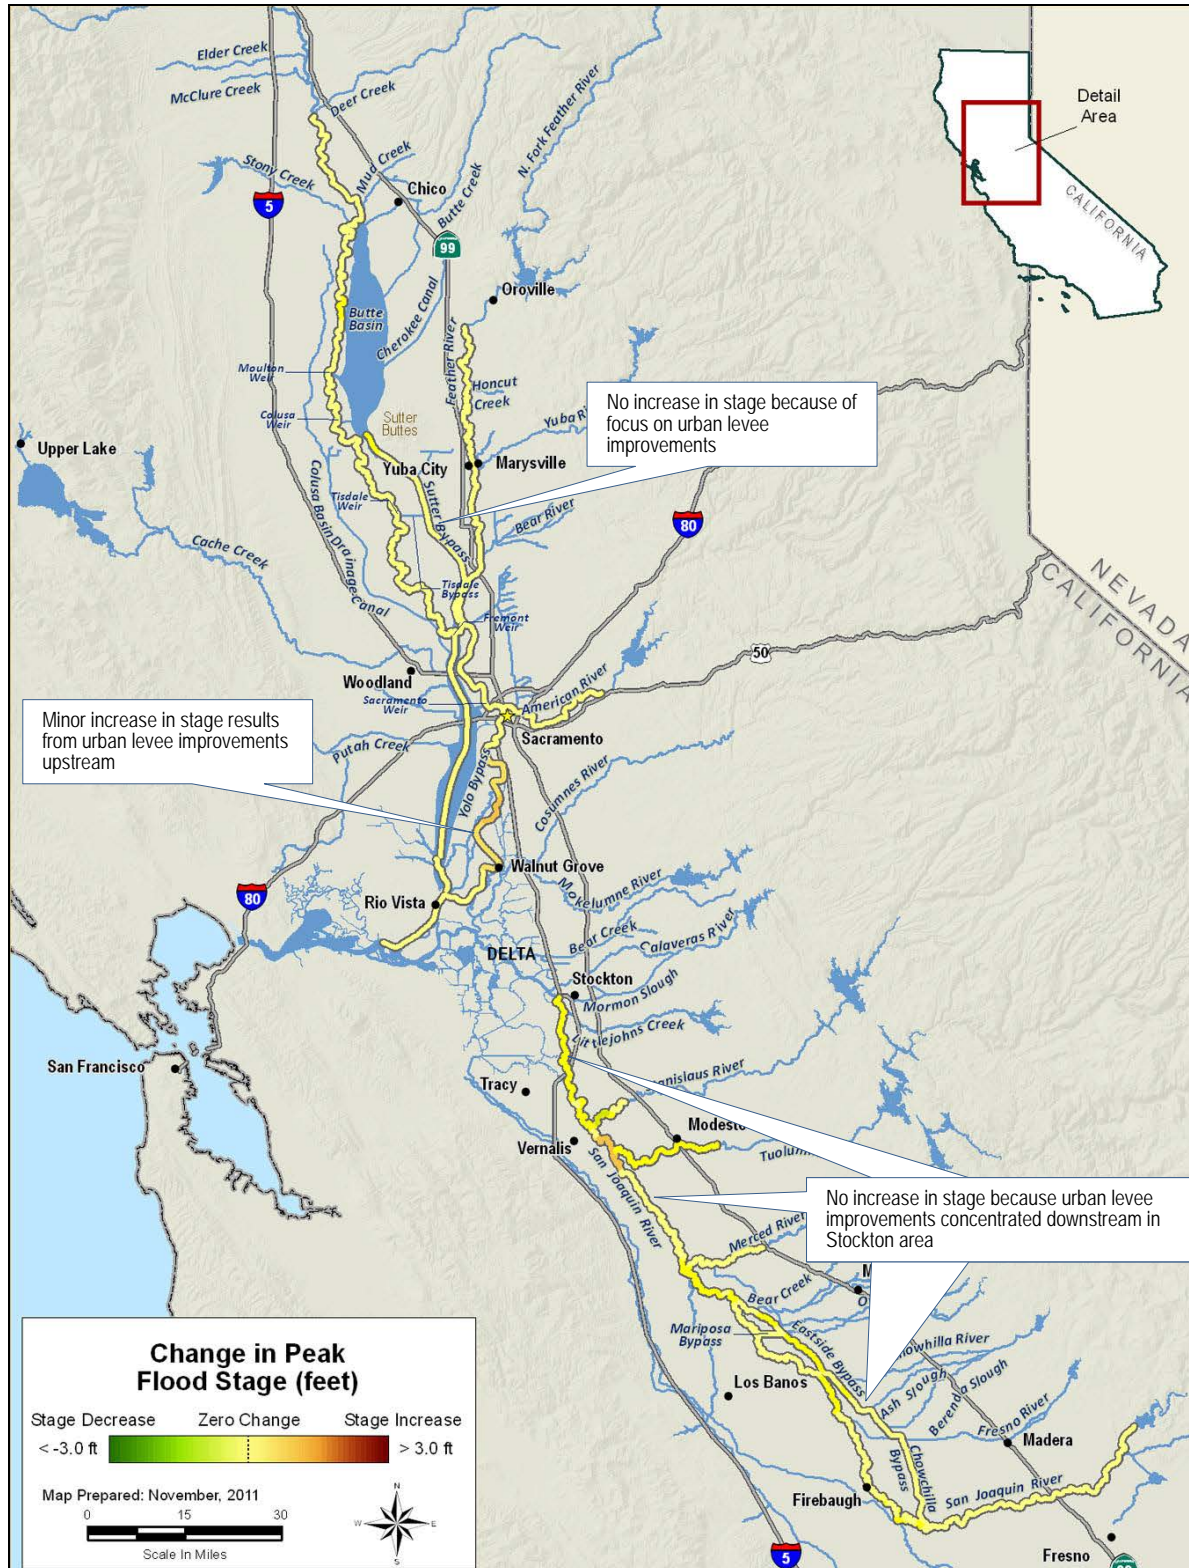 Elder Creek
McClure Creek
Deer Creek
Stony Creek
Mud Creek
Chico
Butte Creek
N. Fork Feather River
5
99
Detail
Area
CALIFORNIA
Oroville
Butte
Basin
Cherokee Canal
Feather River
Moulton
Weir
Honcut
Creek
Colusa
Weir
Sutter
Buttes
No increase in stage because of
focus on urban levee
improvements
Upper Lake
Yuba City
Marysville
Colusa Basin Drainage Canal
Tisdale
Weir
Sutter Bypass
Bear River
80
Cache Creek
Tisdale
Bypass
Fremont
Weir
NEVADA
CALIFORNIA
50
Woodland
Sacramento
Weir
American River
Minor increase in stage results
from urban levee improvements
upstream
Putah Creek
Sacramento
Yolo Bypass
Cosumnes River
Walnut Grove
80
Rio Vista
Mokelumne River
Bear Creek
Calaveras River
DELTA
Stockton
Mormon Slough
Littlejohns Creek
San Francisco
Tracy
Modesto
Vernalis
San Joaquin River
No increase in stage because urban levee
improvements concentrated downstream in
Stockton area
Merced River
Bear Creek
Mariposa
Bypass
Eastside Bypass
Los Banos
Ash Slough
Berenda Slough
Fresno River
Madera
Chowchilla
Bypass
San Joaquin River
Firebaugh
Fresno
5
Change in Peak
Flood Stage (feet)
Stage Decrease
Zero Change
Stage Increase
< -3.0 ft
> 3.0 ft
Map Prepared: November, 2011
0
15
30
Scale In Miles
N
W
E
S